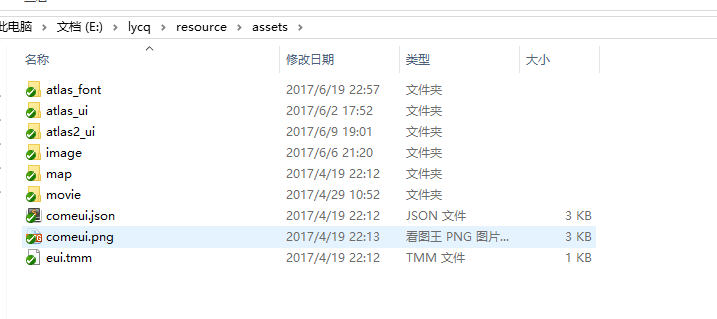 此电脑 文档 (E:) lycq resource assets
名称 修改日期 类型 大小
atlas_font 2017/6/19 22:57 文件夹
atlas_ui 2017/6/2 17:52 文件夹
atlas2_ui 2017/6/9 19:01 文件夹
image 2017/6/6 21:20 文件夹
map 2017/4/19 22:12 文件夹
movie 2017/4/29 10:52 文件夹
comeui.json 2017/4/19 22:12 JSON 文件 3 KB
comeui.png 2017/4/19 22:13 看图王 PNG 图片... 3 KB
eui.tmm 2017/4/19 22:12 TMM 文件 1 KB